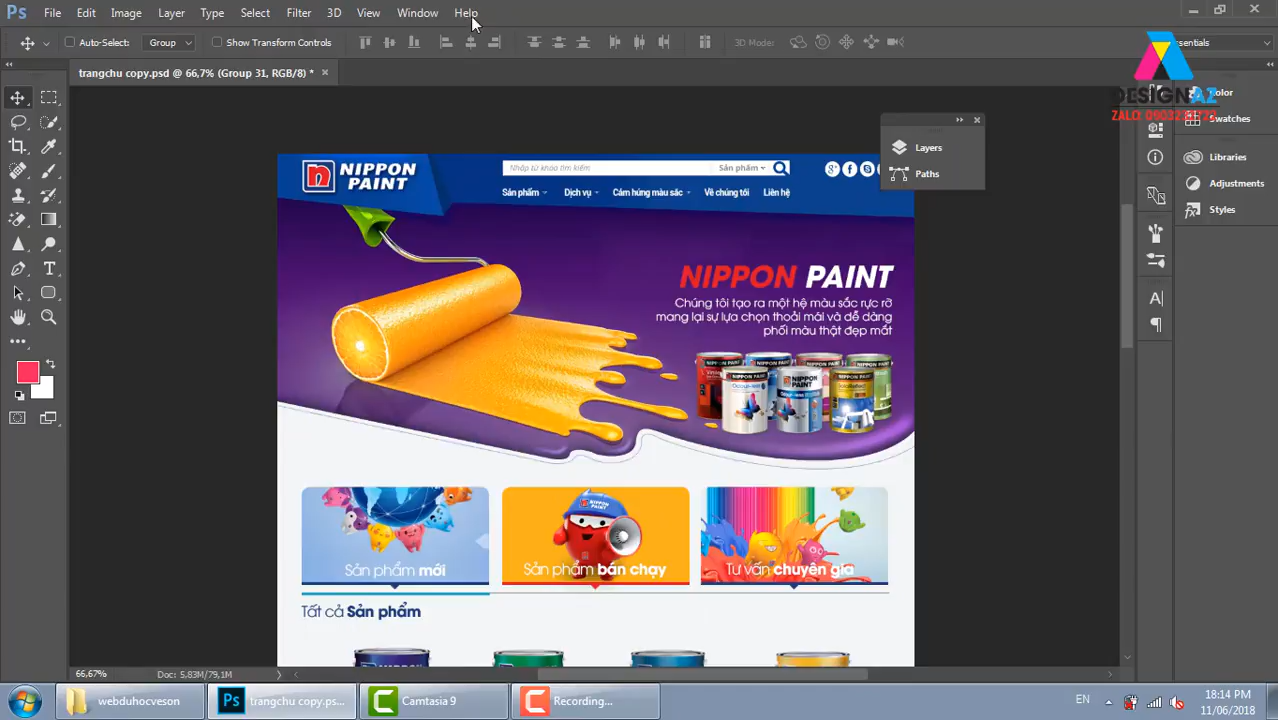 Ps File Edit Image Layer Type Select Filter 3D View Window Help
Auto-Select: Group Show Transform Controls 3D Mode:
trangchu copy.psd @ 66,7% (Group 31, RGB/8) *
DESIGN AZ
Layers
Paths
Color
Swatches
Libraries
Adjustments
Styles
NIPPON
PAINT
Nhập từ khóa tìm kiếm Sản phẩm
Sản phẩm Dịch vụ Cảm hứng màu sắc Về chúng tôi Liên hệ
NIPPON PAINT
Chúng tôi tạo ra một hệ màu sắc rực rỡ
mang lại sự lựa chọn thoải mái và dễ dàng
phối màu thật đẹp mắt
Sản phẩm mới
Sản phẩm bán chạy
Tư vấn chuyên gia
Tất cả Sản phẩm
66,67% Doc: 5,83M/79,1M
webduhocveson
Ps trangchu copy.ps...
Camtasia 9
Recording...
EN
18:14 PM
11/06/2018